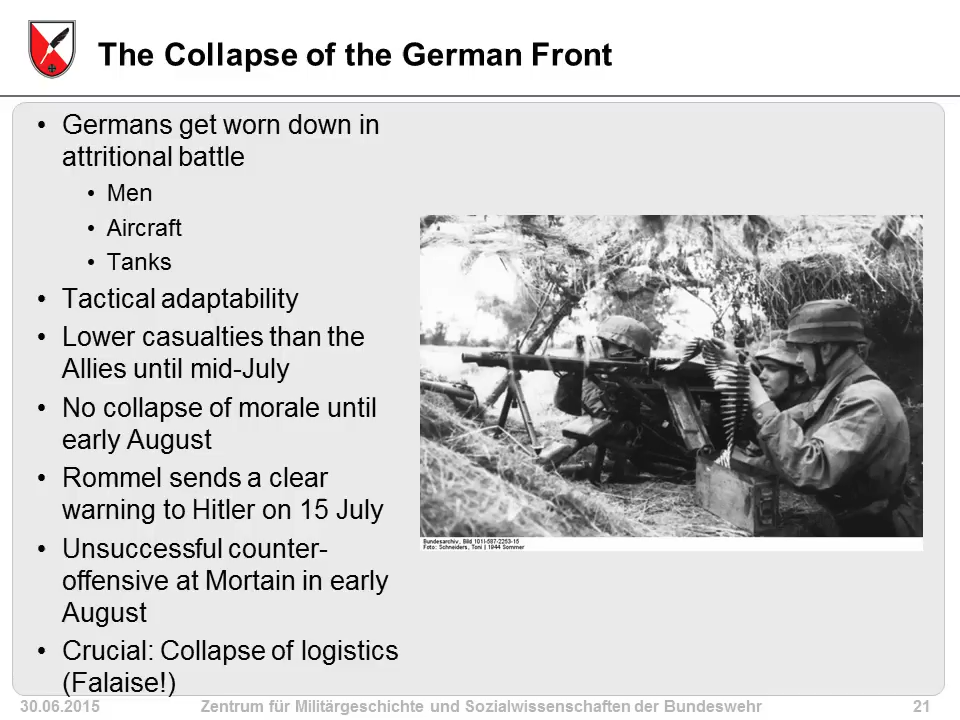 The Collapse of the German Front
• Germans get worn down in
attritional battle
• Men
• Aircraft
• Tanks
• Tactical adaptability
• Lower casualties than the
Allies until mid-July
• No collapse of morale until
early August
• Rommel sends a clear
warning to Hitler on 15 July
• Unsuccessful counter-
offensive at Mortain in early
August
• Crucial: Collapse of logistics
(Falaise!)
Bundesarchiv, Bild 101I-587-2253-15
Foto: Schneiders, Toni | 1944 Sommer
30.06.2015 Zentrum für Militärgeschichte und Sozialwissenschaften der Bundeswehr 21